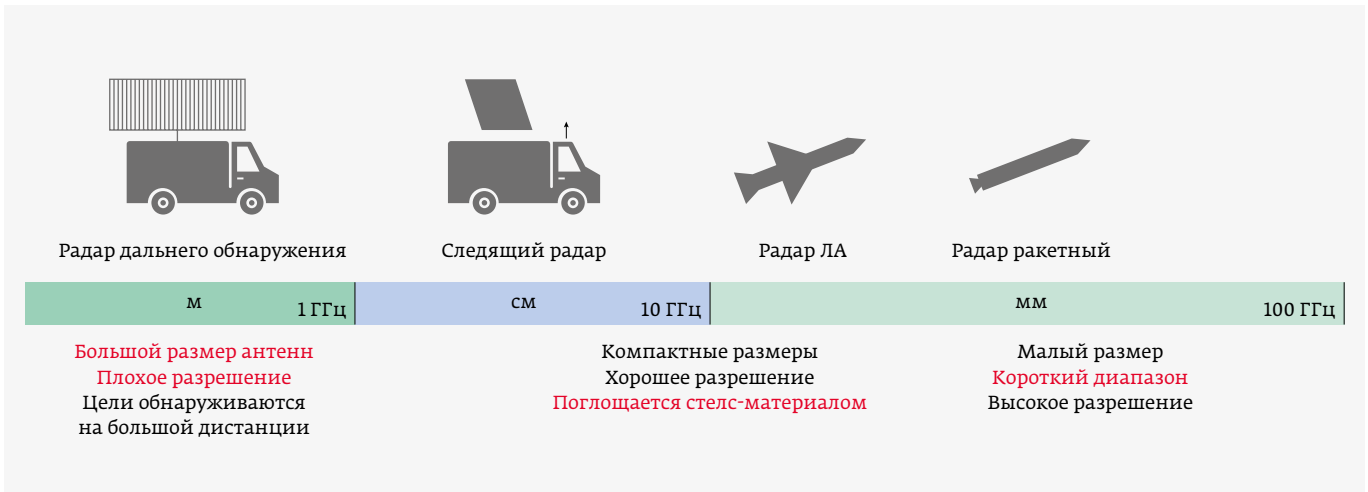 Радар дальнего обнаружения
Следящий радар
Радар ЛА
Радар ракетный
м
1 ГГц
см
10 ГГц
мм
100 ГГц
Большой размер антенн
Плохое разрешение
Цели обнаруживаются
на большой дистанции
Компактные размеры
Хорошее разрешение
Поглощается стелс-материалом
Малый размер
Короткий диапазон
Высокое разрешение